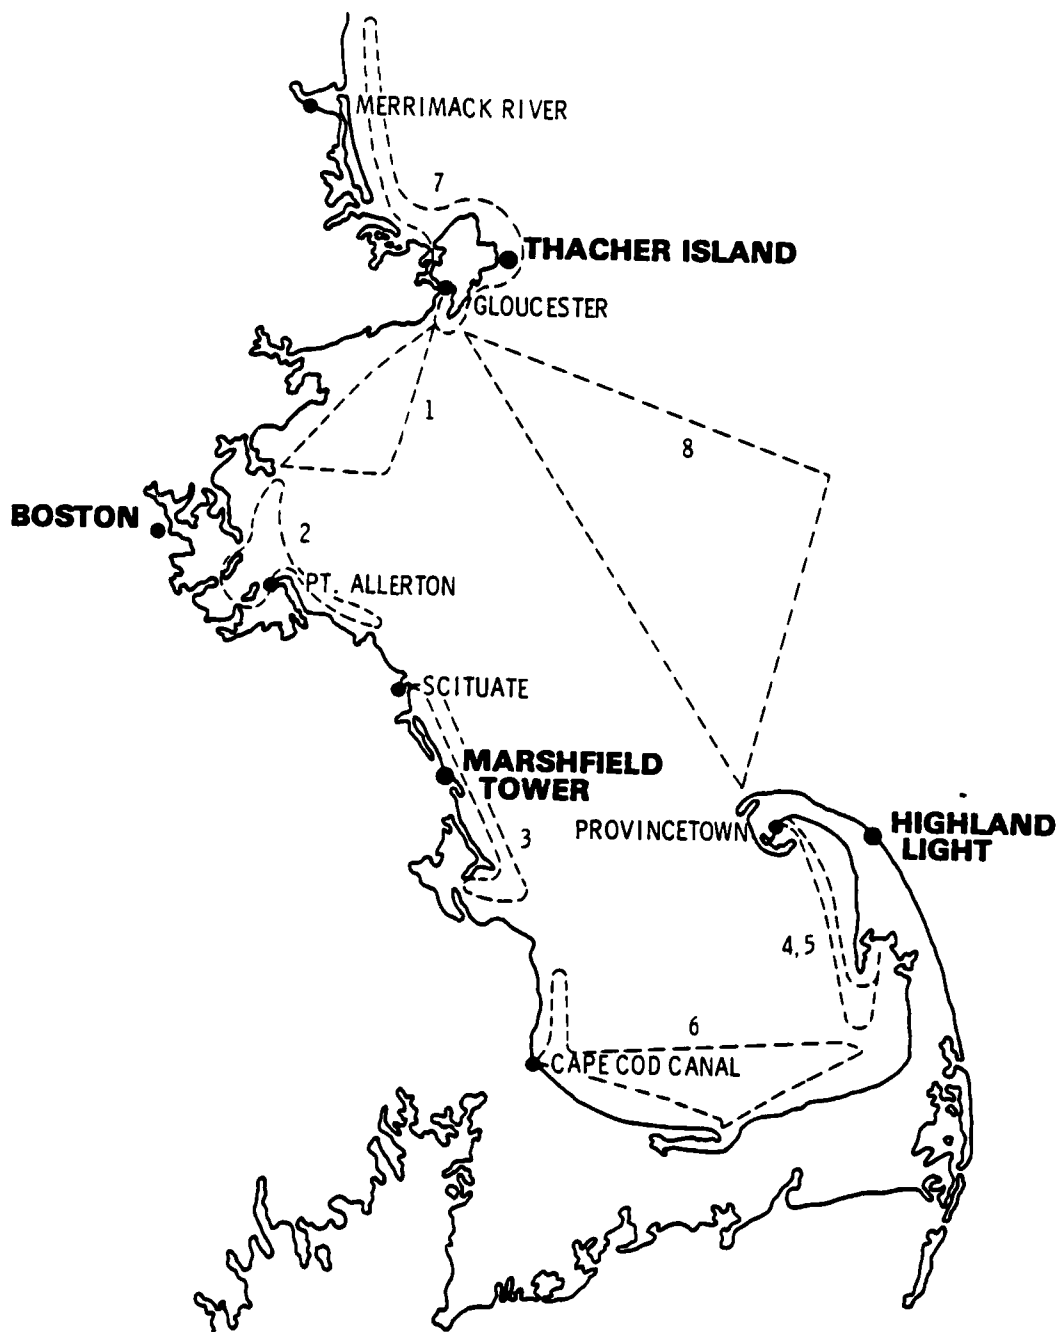 MERRIMACK RIVER
7
THACHER ISLAND
GLOUCESTER
1
8
BOSTON
2
PT. ALLERTON
SCITUATE
MARSHFIELD
TOWER
PROVINCETOWN
HIGHLAND
LIGHT
3
4,5
6
CAPE COD CANAL